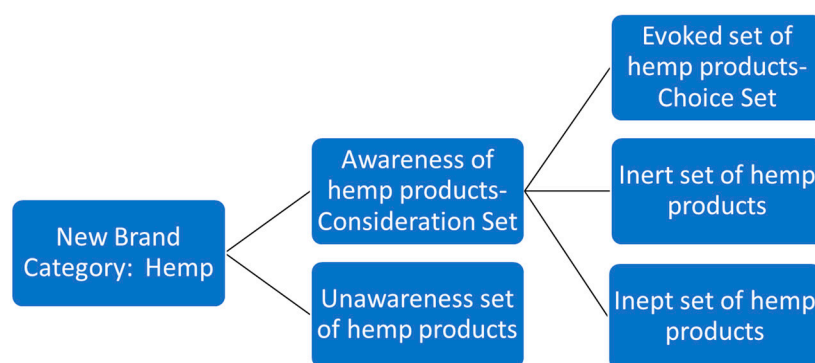 New Brand
Category:  Hemp
Awareness of
hemp products-
Consideration Set
Unawareness set
of hemp products
Evoked set of
hemp products-
Choice Set
Inert set of hemp
products
Inept set of hemp
products